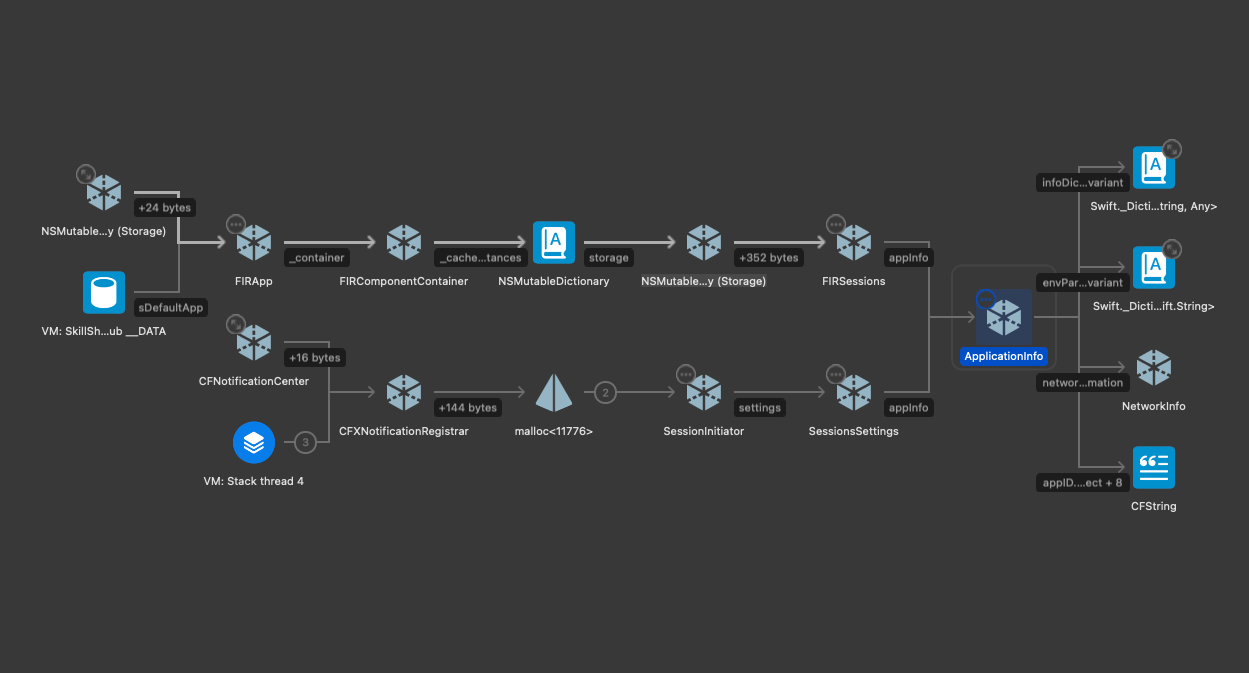 NSMutable...y (Storage)
+24 bytes
VM: SkillSh...ub __DATA
sDefaultApp
FIRApp
_container
FIRComponentContainer
_cache...tances
NSMutableDictionary
storage
NSMutable...y (Storage)
+352 bytes
FIRSessions
appInfo
CFNotificationCenter
+16 bytes
VM: Stack thread 4
3
CFXNotificationRegistrar
+144 bytes
malloc<11776>
2
SessionInitiator
settings
SessionsSettings
appInfo
ApplicationInfo
infoDic...variant
A
Swift._Dicti...tring, Any>
envPar...variant
A
Swift._Dicti...ift.String>
networ...mation
NetworkInfo
appID....ect + 8
CFString
A